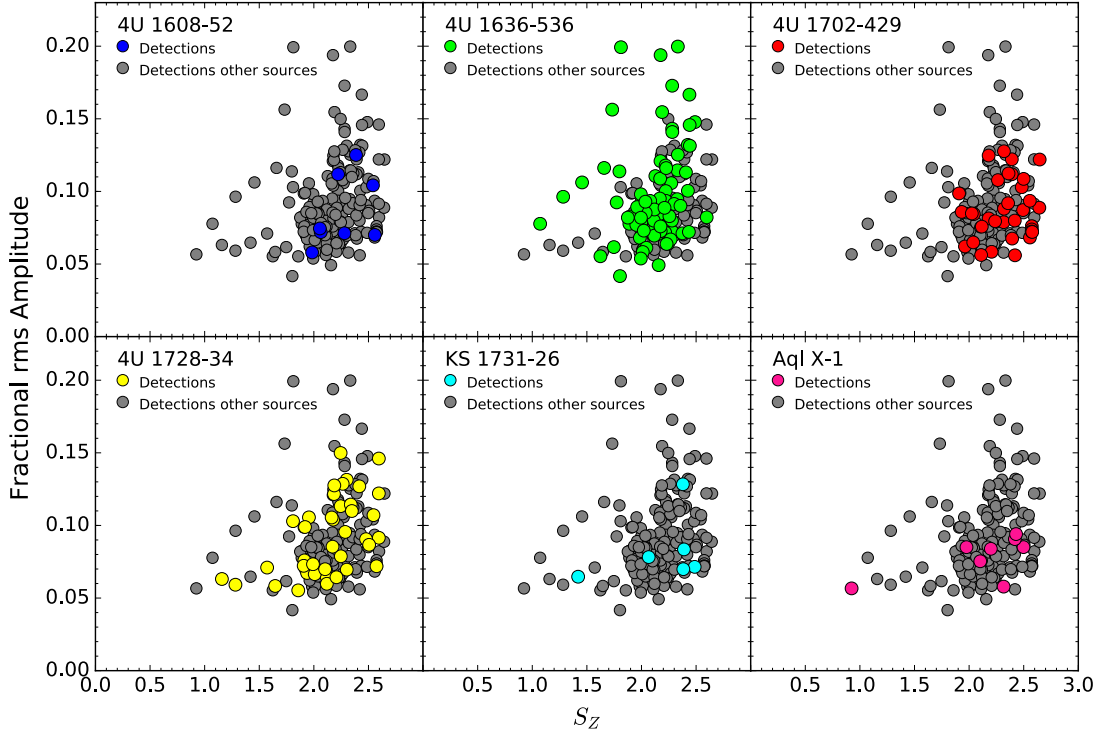 4U 1608-52
Detections
Detections other sources
4U 1636-536
Detections
Detections other sources
4U 1702-429
Detections
Detections other sources
0.20
0.15
0.10
0.05
0.00
4U 1728-34
Detections
Detections other sources
KS 1731-26
Detections
Detections other sources
Aql X-1
Detections
Detections other sources
0.20
0.15
0.10
0.05
0.00
Fractional rms Amplitude
0.0 0.5 1.0 1.5 2.0 2.5 0.0 0.5 1.0 1.5 2.0 2.5 0.0 0.5 1.0 1.5 2.0 2.5 3.0
S_Z